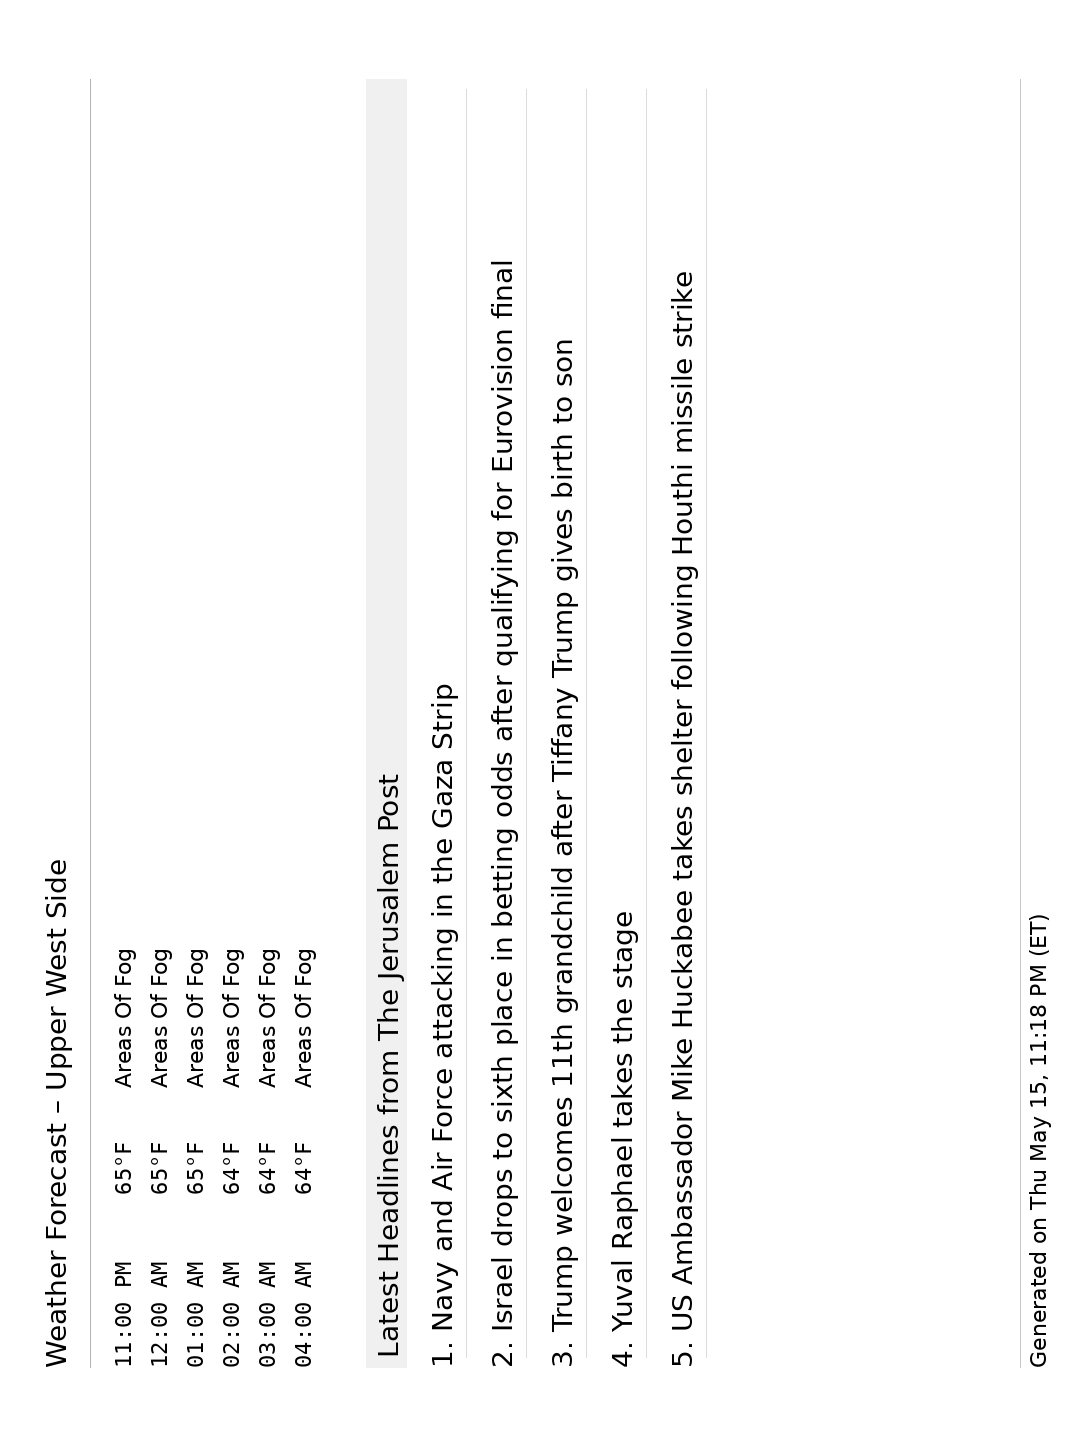 Weather Forecast – Upper West Side
11:00 PM 65°F Areas Of Fog
12:00 AM 65°F Areas Of Fog
01:00 AM 65°F Areas Of Fog
02:00 AM 64°F Areas Of Fog
03:00 AM 64°F Areas Of Fog
04:00 AM 64°F Areas Of Fog
Latest Headlines from The Jerusalem Post
1. Navy and Air Force attacking in the Gaza Strip
2. Israel drops to sixth place in betting odds after qualifying for Eurovision final
3. Trump welcomes 11th grandchild after Tiffany Trump gives birth to son
4. Yuval Raphael takes the stage
5. US Ambassador Mike Huckabee takes shelter following Houthi missile strike
Generated on Thu May 15, 11:18 PM (ET)